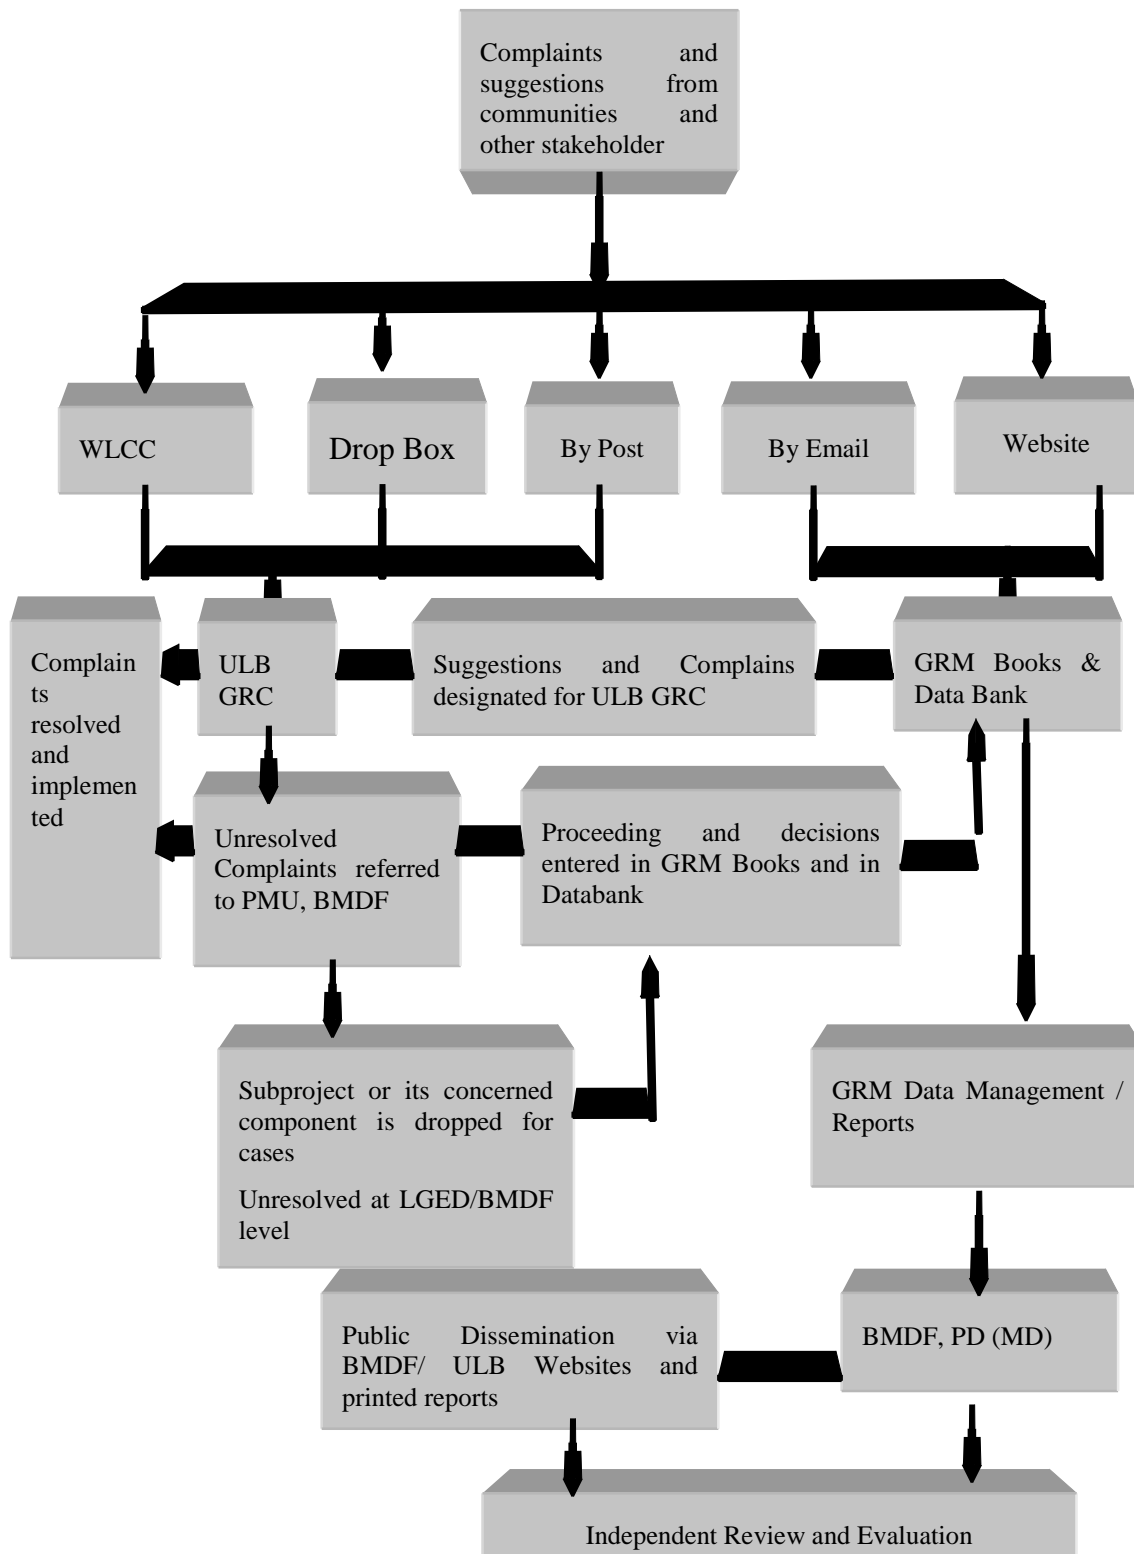 Complaints and
suggestions from
communities and
other stakeholder
WLCC
Drop Box
By Post
By Email
Website
Complain
ts
resolved
and
implemen
ted
ULB
GRC
Suggestions and Complains
designated for ULB GRC
GRM Books &
Data Bank
Unresolved
Complaints referred
to PMU, BMDF
Proceeding and decisions
entered in GRM Books and in
Databank
Subproject or its concerned
component is dropped for
cases
Unresolved at LGED/BMDF
level
GRM Data Management /
Reports
Public Dissemination via
BMDF/ ULB Websites and
printed reports
BMDF, PD (MD)
Independent Review and Evaluation